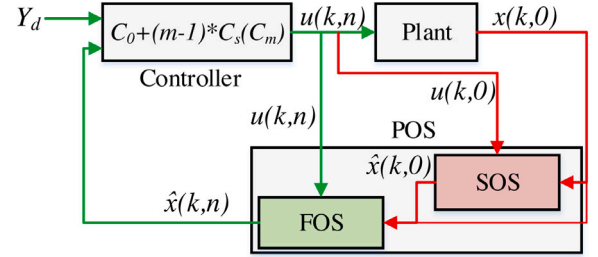 Y_d
C_0+(m-1)*C_s(C_m)
u(k,n)
Plant
x(k,0)
Controller
u(k,0)
u(k,n)
POS
x̂(k,0)
SOS
x̂(k,n)
FOS